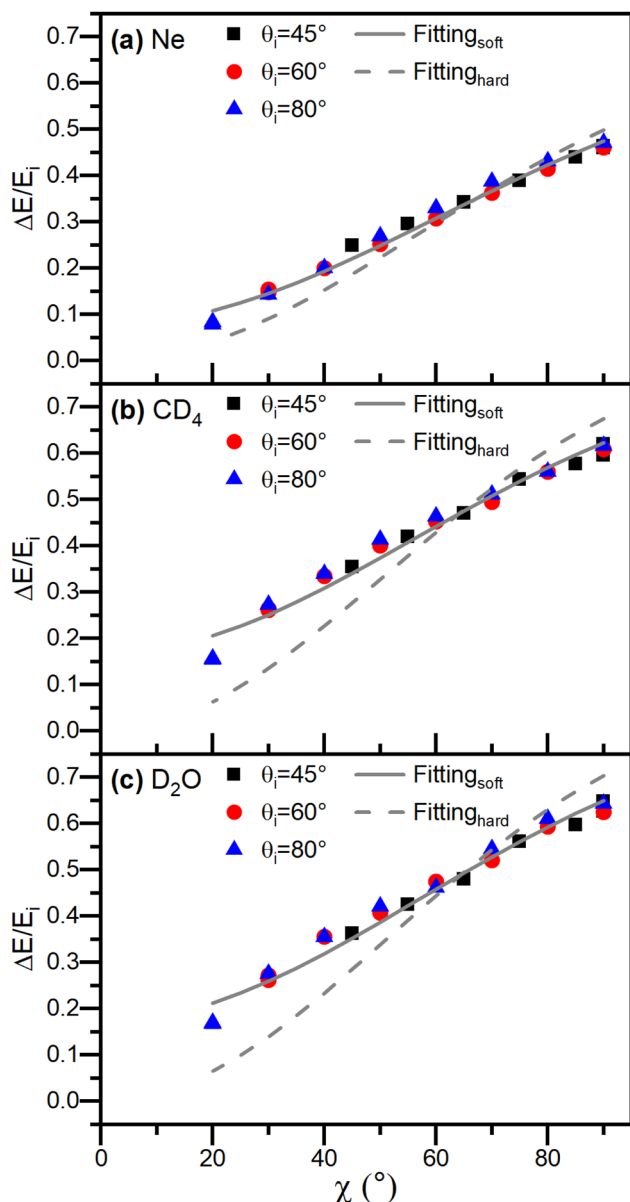 (a) Ne
θi=45° Fittingsoft
θi=60° Fittinghard
θi=80°
0.7
0.6
0.5
0.4
0.3
0.2
0.1
0.0
ΔE/Ei
(b) CD4
θi=45° Fittingsoft
θi=60° Fittinghard
θi=80°
0.7
0.6
0.5
0.4
0.3
0.2
0.1
0.0
ΔE/Ei
(c) D2O
θi=45° Fittingsoft
θi=60° Fittinghard
θi=80°
0.7
0.6
0.5
0.4
0.3
0.2
0.1
0.0
ΔE/Ei
0 20 40 60 80
χ (°)